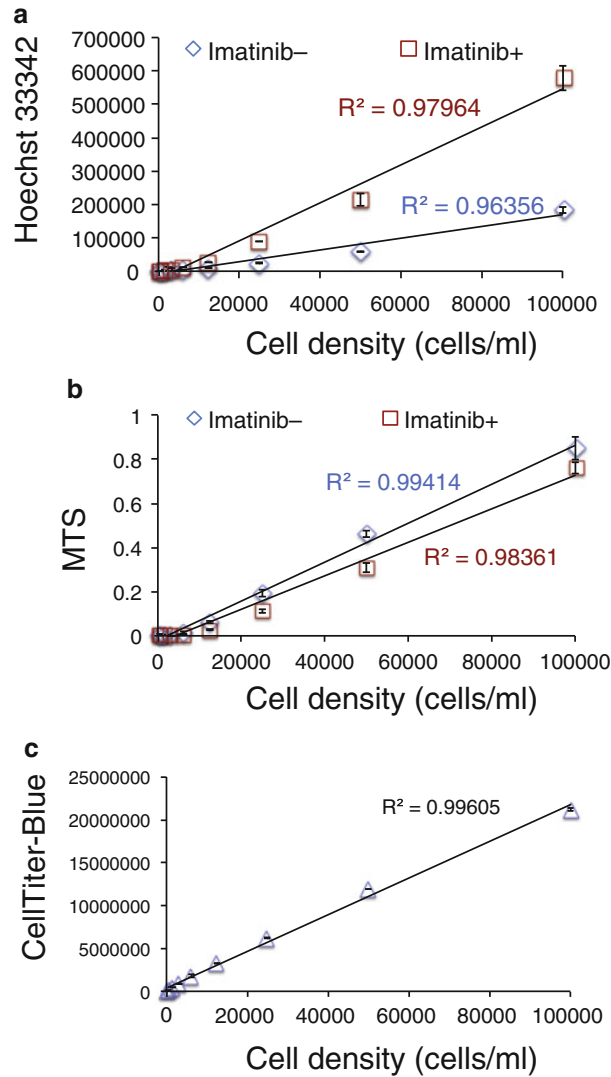 a
Hoechst 33342
700000
600000
500000
400000
300000
200000
100000
0
Imatinib–
Imatinib+
R² = 0.97964
R² = 0.96356
0 20000 40000 60000 80000 100000
Cell density (cells/ml)
b
MTS
1
0.8
0.6
0.4
0.2
0
Imatinib–
Imatinib+
R² = 0.99414
R² = 0.98361
0 20000 40000 60000 80000 100000
Cell density (cells/ml)
c
CellTiter-Blue
25000000
20000000
15000000
10000000
5000000
0
R² = 0.99605
0 20000 40000 60000 80000 100000
Cell density (cells/ml)